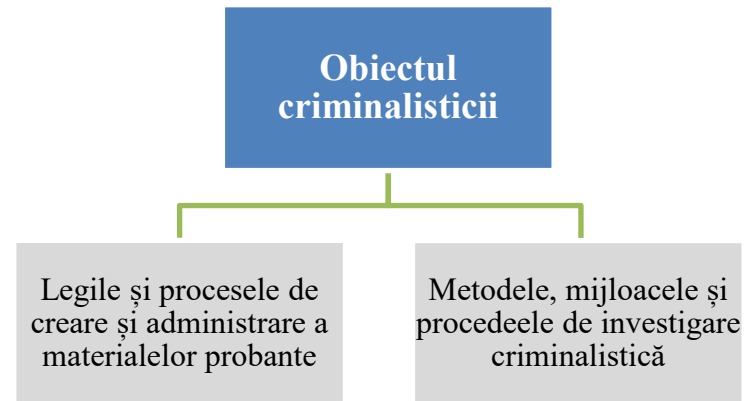 Obiectul
criminalisticii
Legile și procesele de
creare și administrare a
materialelor probante
Metodele, mijloacele și
procedeele de investigare
criminalistică